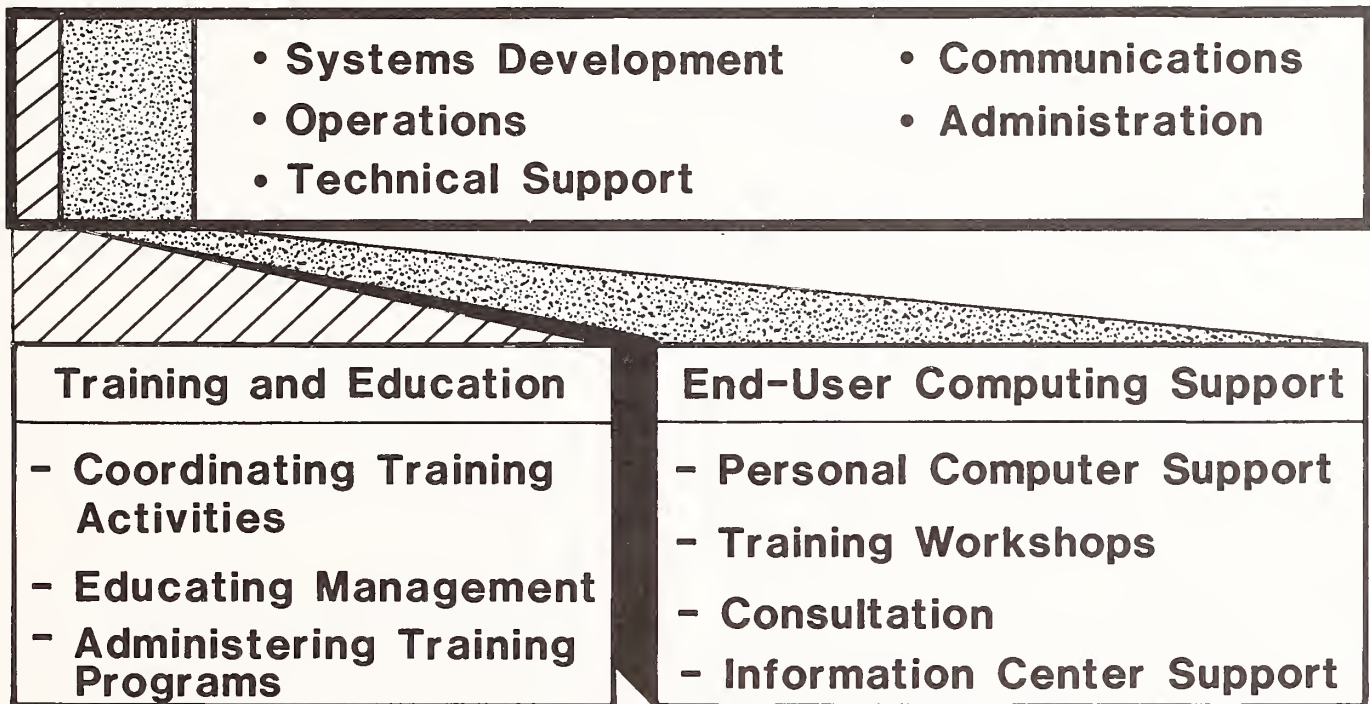 • Systems Development
• Operations
• Technical Support
• Communications
• Administration
Training and Education
- Coordinating Training
Activities
- Educating Management
- Administering Training
Programs
End-User Computing Support
- Personal Computer Support
- Training Workshops
- Consultation
- Information Center Support